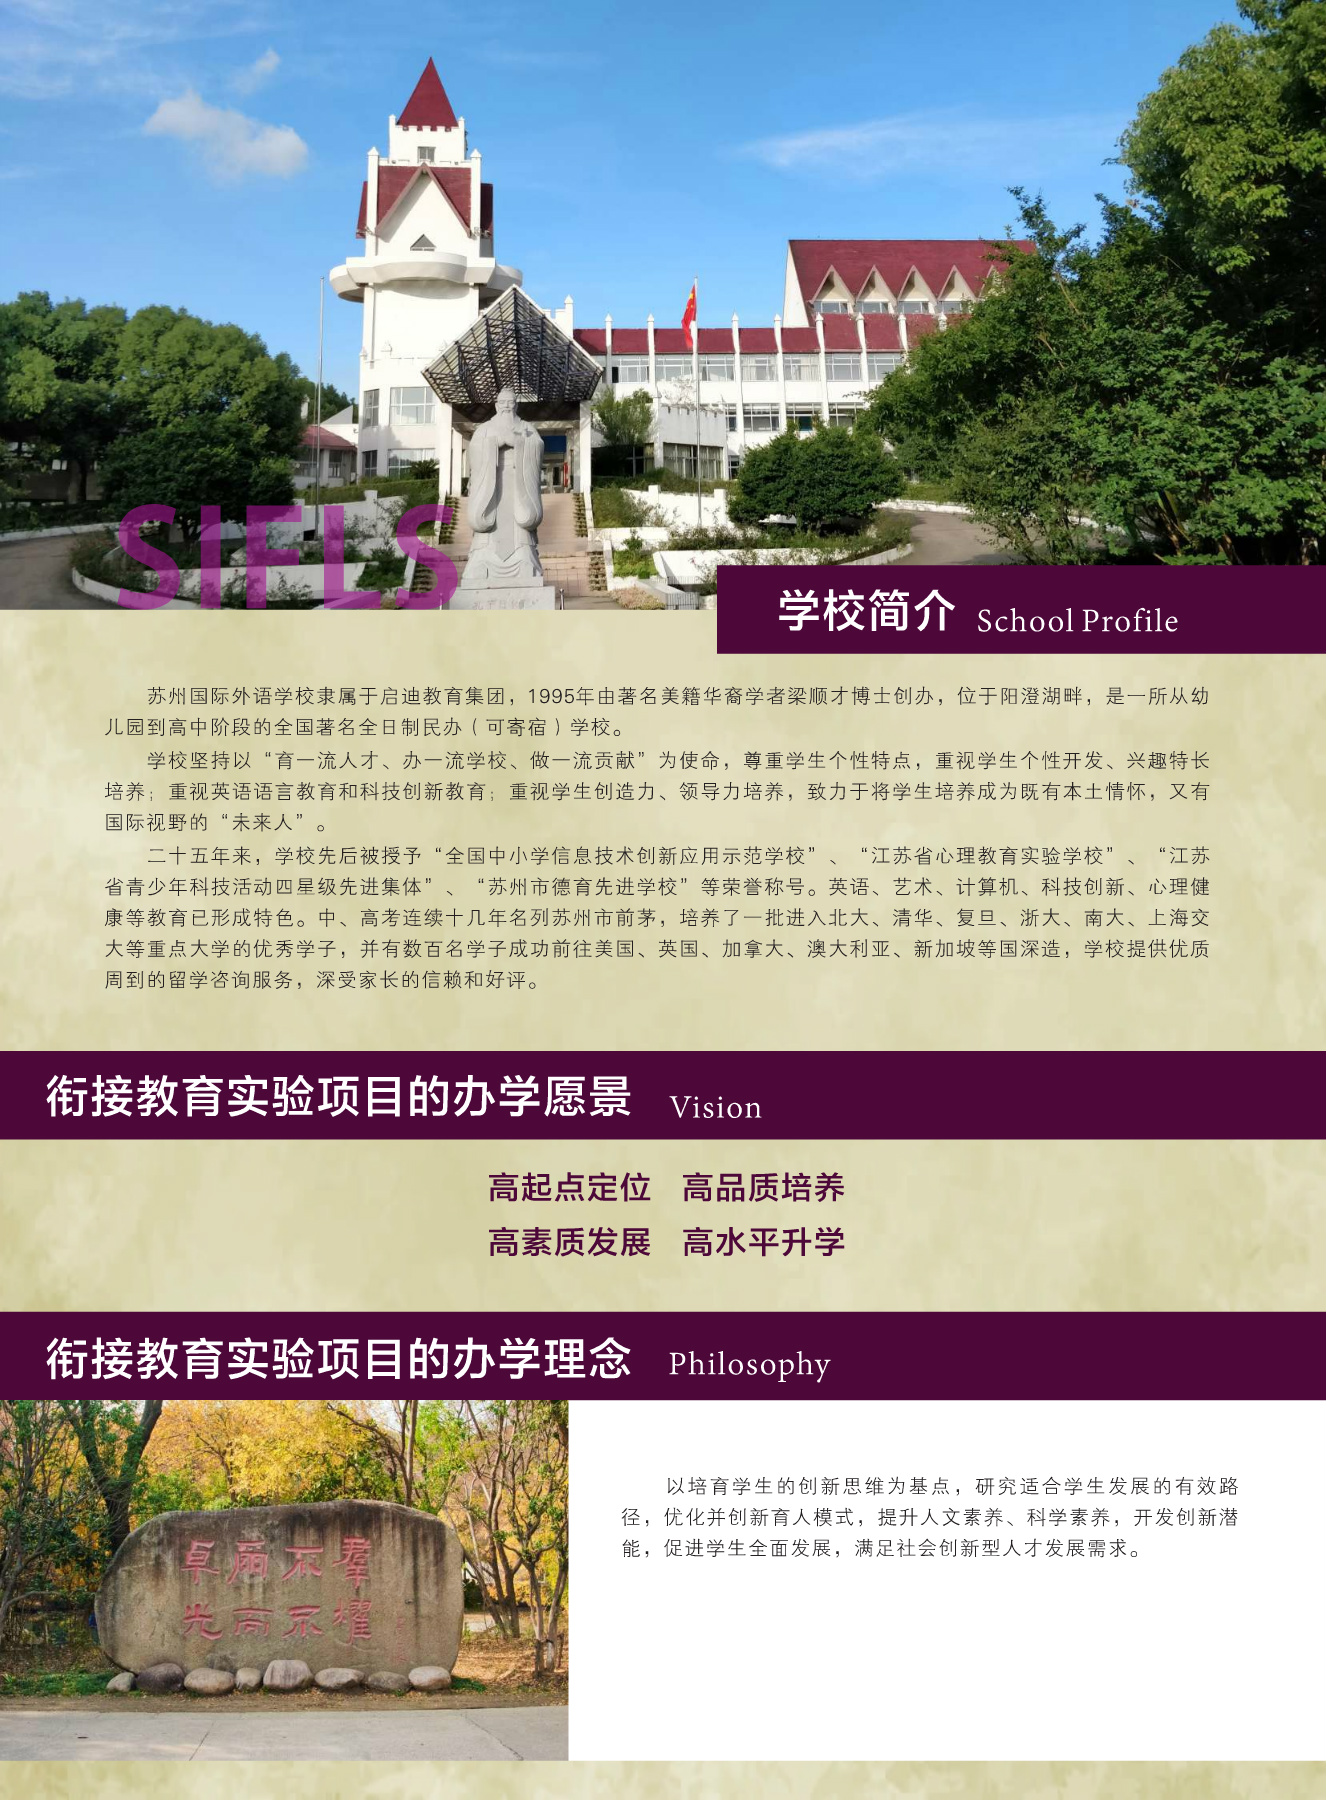 SIFLS
学校简介 School Profile
苏州国际外语学校隶属于启迪教育集团，1995年由著名美籍华裔学者梁顺才博士创办，位于阳澄湖畔，是一所从幼
儿园到高中阶段的全国著名全日制民办（可寄宿）学校。
学校坚持以“育一流人才、办一流学校、做一流贡献”为使命，尊重学生个性特点，重视学生个性开发、兴趣特长
培养；重视英语语言教育和科技创新教育；重视学生创造力、领导力培养，致力于将学生培养成为既有本土情怀，又有
国际视野的“未来人”。
二十五年来，学校先后被授予“全国中小学信息技术创新应用示范学校”、“江苏省心理教育实验学校”、“江苏
省青少年科技活动四星级先进集体”、“苏州市德育先进学校”等荣誉称号。英语、艺术、计算机、科技创新、心理健
康等教育已形成特色。中、高考连续十几年名列苏州市前茅，培养了一批进入北大、清华、复旦、浙大、南大、上海交
大等重点大学的优秀学子，并有数百名学子成功前往美国、英国、加拿大、澳大利亚、新加坡等国深造，学校提供优质
周到的留学咨询服务，深受家长的信赖和好评。
衔接教育实验项目的办学愿景 Vision
高起点定位 高品质培养
高素质发展 高水平升学
衔接教育实验项目的办学理念 Philosophy
卓而不群
光而不耀
以培育学生的创新思维为基点，研究适合学生发展的有效路
径，优化并创新育人模式，提升人文素养、科学素养，开发创新潜
能，促进学生全面发展，满足社会创新型人才发展需求。